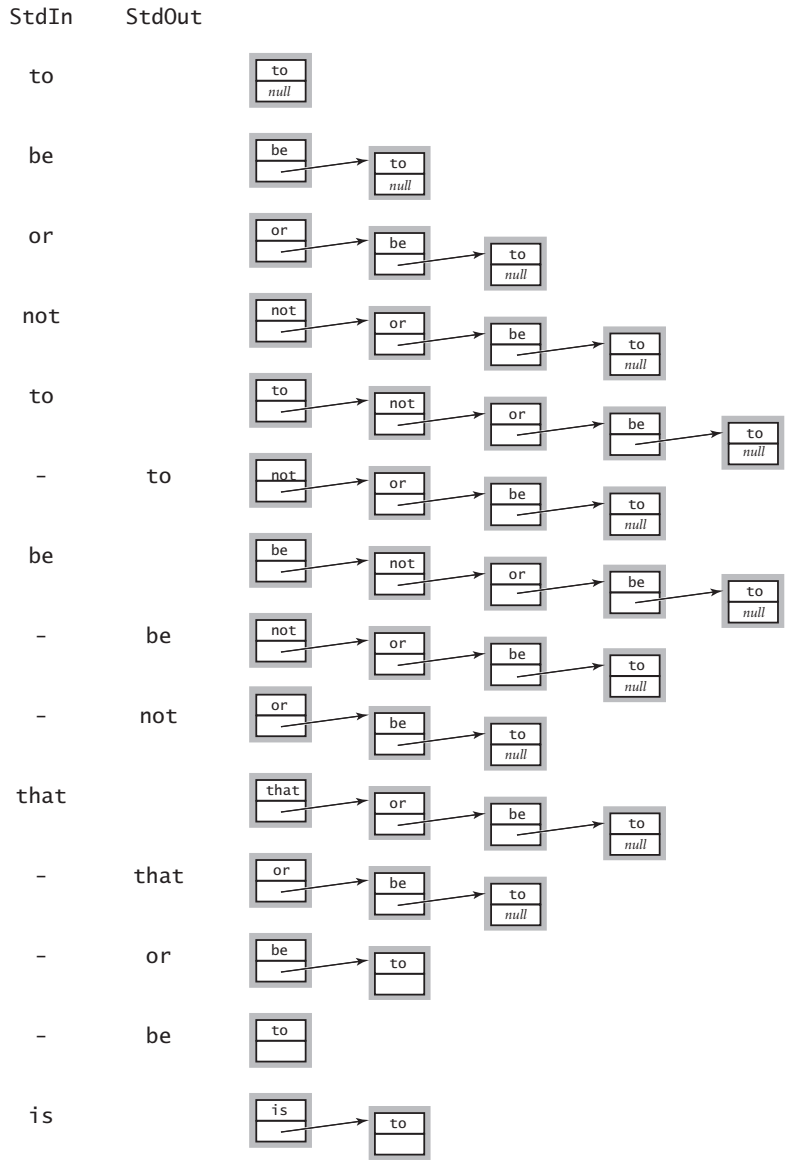 StdIn StdOut
to
to
null
be
be
to
null
or
or
be
to
null
not
not
or
be
to
null
to
to
not
or
be
to
null
- to
not
or
be
to
null
be
be
not
or
be
to
null
- be
not
or
be
to
null
- not
or
be
to
null
that
that
or
be
to
null
- that
or
be
to
null
- or
be
to
- be
to
is
is
to